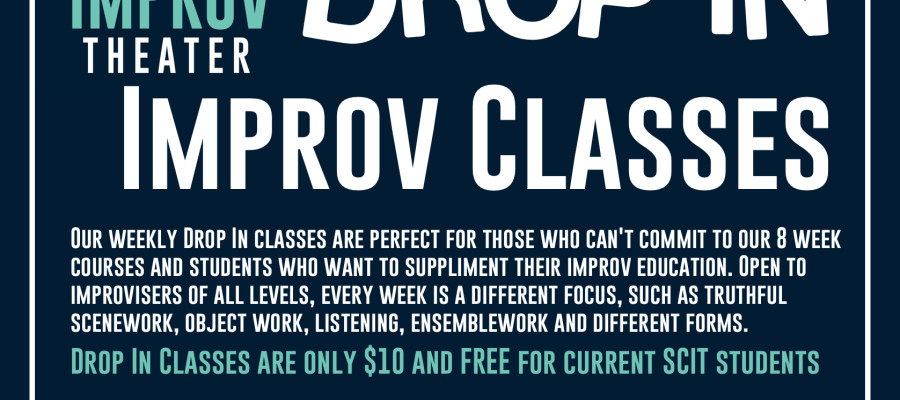 IMPROV
THEATER
DROP IN
IMPROV CLASSES
OUR WEEKLY DROP IN CLASSES ARE PERFECT FOR THOSE WHO CAN'T COMMIT TO OUR 8 WEEK
COURSES AND STUDENTS WHO WANT TO SUPPLIMENT THEIR IMPROV EDUCATION. OPEN TO
IMPROVISERS OF ALL LEVELS, EVERY WEEK IS A DIFFERENT FOCUS, SUCH AS TRUTHFUL
SCENEWORK, OBJECT WORK, LISTENING, ENSEMBLEWORK AND DIFFERENT FORMS.
DROP IN CLASSES ARE ONLY $10 AND FREE FOR CURRENT SCIT STUDENTS